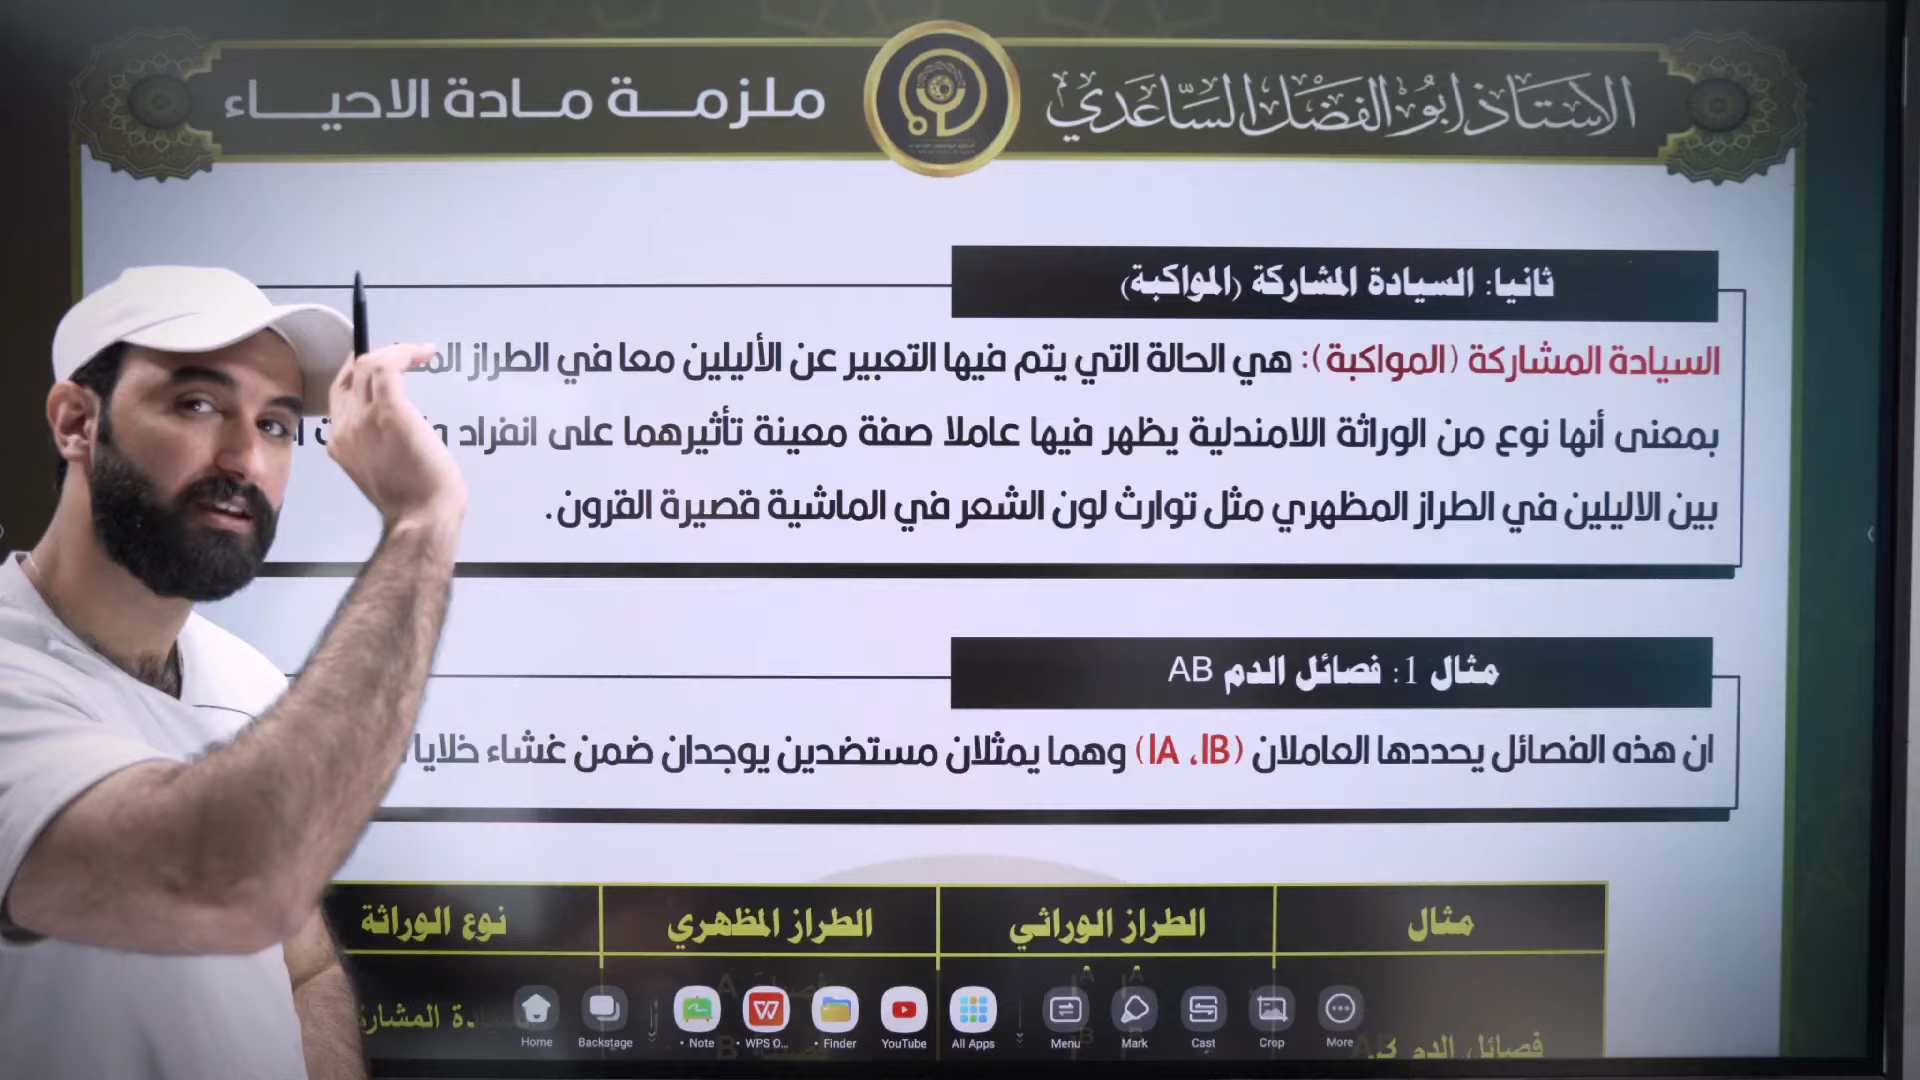 الأستاذ ابو الفضل الساعدي
ملزمة مادة الاحياء
ثانيا: السيادة المشاركة (المواكبة)
السيادة المشاركة (المواكبة): هي الحالة التي يتم فيها التعبير عن الأليلين معا في الطراز
بمعنى أنها نوع من الوراثة اللامندلية يظهر فيها عاملا صفة معينة تأثيرهما على انفراد
بين الاليلين في الطراز المظهري مثل توارث لون الشعر في الماشية قصيرة القرون.
مثال 1: فصائل الدم AB
ان هذه الفصائل يحددها العاملان (IA ،IB) وهما يمثلان مستضدين يوجدان ضمن غشاء خلايا
مثال الطراز الوراثي الطراز المظهري نوع الوراثة
فصائل الدم
Home Backstage • Note • WPS O... • Finder YouTube All Apps Menu Mark Cast Crop More